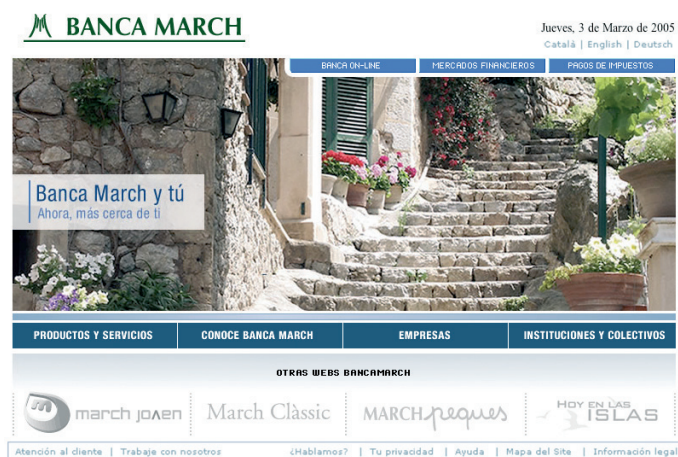 BANCA MARCH
Jueves, 3 de Marzo de 2005
Català | English | Deutsch
BANCA ON-LINE
MERCADOS FINANCIEROS
PAGOS DE IMPUESTOS
Banca March y tú
Ahora, más cerca de ti
PRODUCTOS Y SERVICIOS
CONOCE BANCA MARCH
EMPRESAS
INSTITUCIONES Y COLECTIVOS
OTRAS WEBS BANCAMARCH
march joven
March Clàssic
MARCH peques
HOY EN LAS
ISLAS
Atención al cliente | Trabaje con nosotros
¿Hablamos? | Tu privacidad | Ayuda | Mapa del Site | Información legal